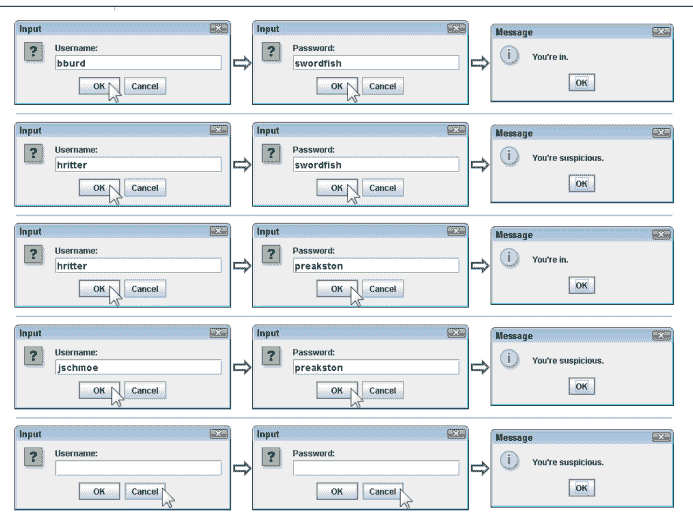 Input
Username:
bburd
OK Cancel
Input
Password:
swordfish
OK Cancel
Message
You're in.
OK
Input
Username:
hritter
OK Cancel
Input
Password:
swordfish
OK Cancel
Message
You're suspicious.
OK
Input
Username:
hritter
OK Cancel
Input
Password:
preakston
OK Cancel
Message
You're in.
OK
Input
Username:
jschmoe
OK Cancel
Input
Password:
preakston
OK Cancel
Message
You're suspicious.
OK
Input
Username:
OK Cancel
Input
Password:
OK Cancel
Message
You're suspicious.
OK